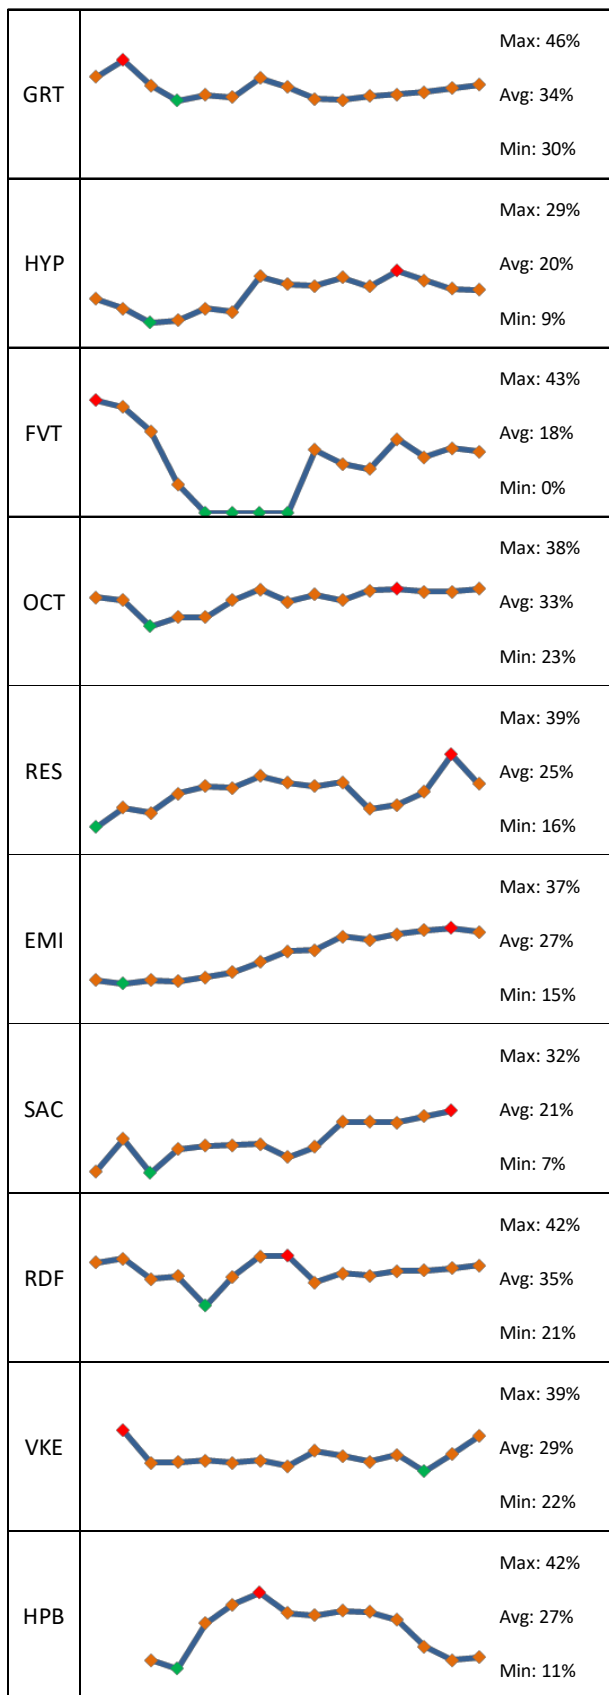 GRT
Max: 46%
Avg: 34%
Min: 30%
HYP
Max: 29%
Avg: 20%
Min: 9%
FVT
Max: 43%
Avg: 18%
Min: 0%
OCT
Max: 38%
Avg: 33%
Min: 23%
RES
Max: 39%
Avg: 25%
Min: 16%
EMI
Max: 37%
Avg: 27%
Min: 15%
SAC
Max: 32%
Avg: 21%
Min: 7%
RDF
Max: 42%
Avg: 35%
Min: 21%
VKE
Max: 39%
Avg: 29%
Min: 22%
HPB
Max: 42%
Avg: 27%
Min: 11%